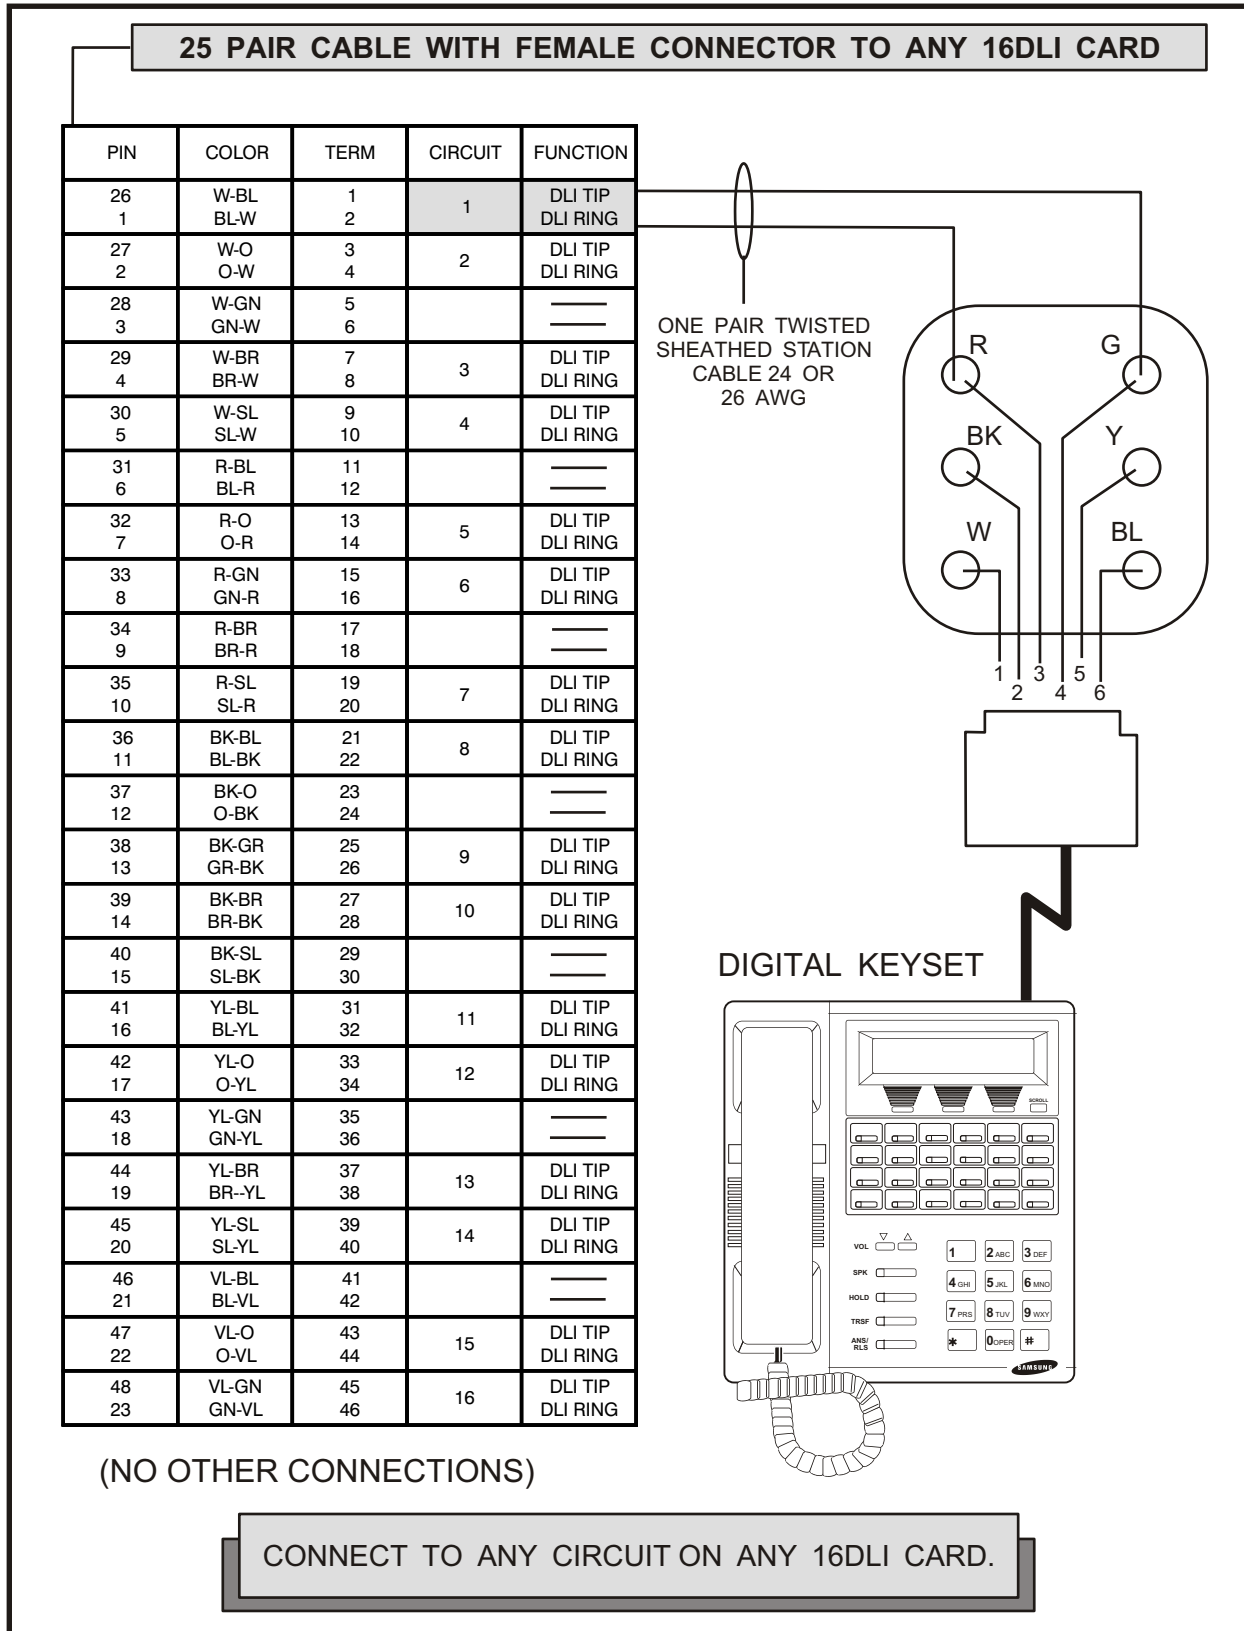 25 PAIR CABLE WITH FEMALE CONNECTOR TO ANY 16DLI CARD
PIN COLOR TERM CIRCUIT FUNCTION
26 W-BL 1 DLI TIP
1
1 BL-W 2 DLI RING
27 W-O 3 DLI TIP
2
2 O-W 4 DLI RING
28 W-GN 5
3 GN-W 6
29 W-BR 7 DLI TIP
3
4 BR-W 8 DLI RING
30 W-SL 9 DLI TIP
4
5 SL-W 10 DLI RING
31 R-BL 11
6 BL-R 12
32 R-O 13 DLI TIP
5
7 O-R 14 DLI RING
33 R-GN 15 DLI TIP
6
8 GN-R 16 DLI RING
34 R-BR 17
9 BR-R 18
35 R-SL 19 DLI TIP
7
10 SL-R 20 DLI RING
36 BK-BL 21 DLI TIP
8
11 BL-BK 22 DLI RING
37 BK-O 23
12 O-BK 24
38 BK-GR 25 DLI TIP
9
13 GR-BK 26 DLI RING
39 BK-BR 27 DLI TIP
10
14 BR-BK 28 DLI RING
40 BK-SL 29
15 SL-BK 30
41 YL-BL 31 DLI TIP
11
16 BL-YL 32 DLI RING
42 YL-O 33 DLI TIP
12
17 O-YL 34 DLI RING
43 YL-GN 35
18 GN-YL 36
44 YL-BR 37 DLI TIP
13
19 BR--YL 38 DLI RING
45 YL-SL 39 DLI TIP
14
20 SL-YL 40 DLI RING
46 VL-BL 41
21 BL-VL 42
47 VL-O 43 DLI TIP
15
22 O-VL 44 DLI RING
48 VL-GN 45 DLI TIP
16
23 GN-VL 46 DLI RING
ONE PAIR TWISTED
SHEATHED STATION
CABLE 24 OR
26 AWG
R G
BK Y
W BL
1 2 3 4 5 6
DIGITAL KEYSET
SCROLL
VOL
SPK
HOLD
TRSF
ANS/
RLS
1 2 ABC 3 DEF
4 GHI 5 JKL 6 MNO
7 PRS 8 TUV 9 WXY
* 0 OPER #
SAMSUNG
(NO OTHER CONNECTIONS)
CONNECT TO ANY CIRCUIT ON ANY 16DLI CARD.